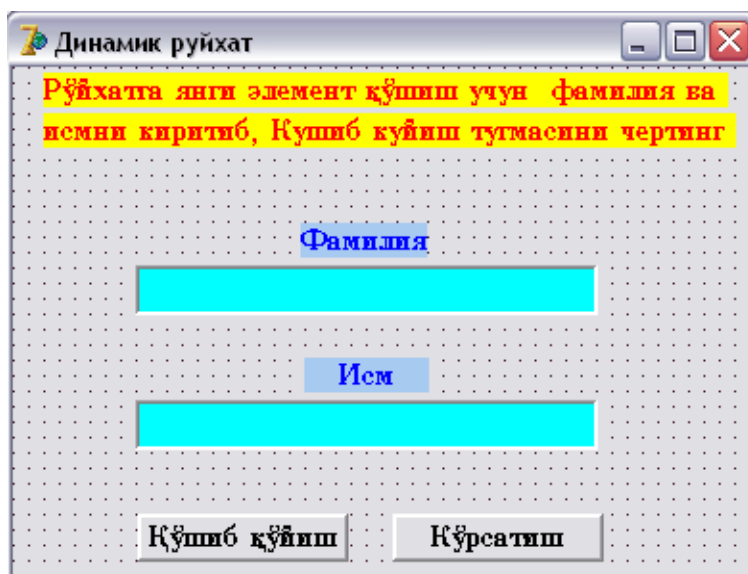 Динамик руйхат
Рўйхатга янги элемент қўшиш учун фамилия ва
исмни киритиб, Кушиб куйиш тугмасини чертинг
Фамилия
Исм
Қўшиб қўйиш
Кўрсатиш